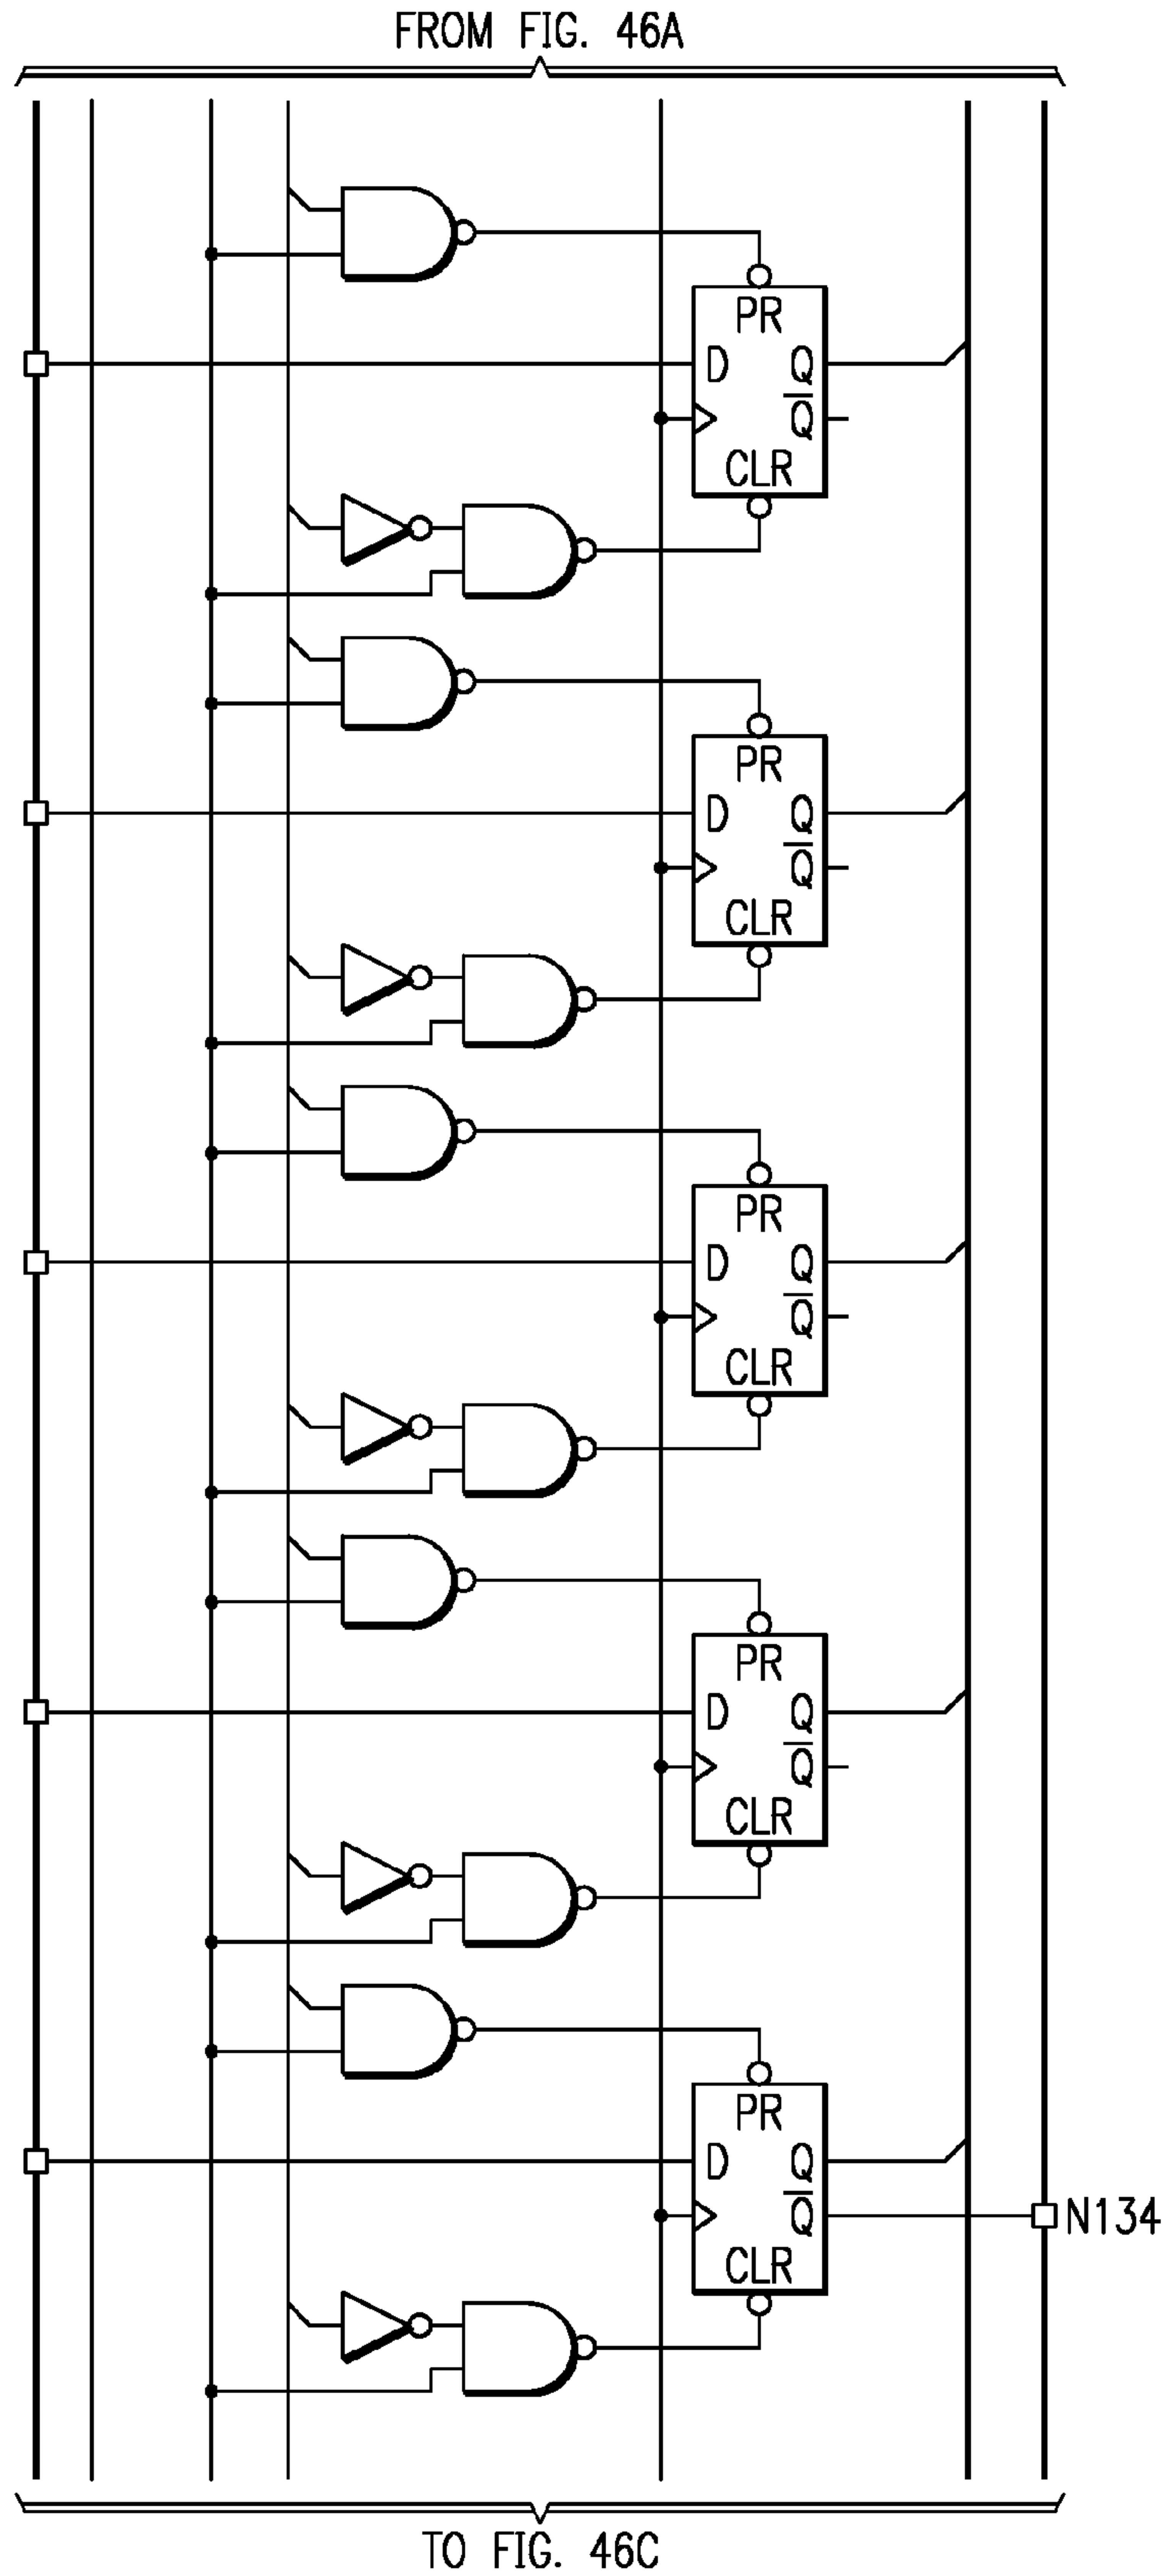 FROM FIG. 46A
PR
D Q
Q̅
CLR
PR
D Q
Q̅
CLR
PR
D Q
Q̅
CLR
PR
D Q
Q̅
CLR
PR
D Q
Q̅ N134
CLR
TO FIG. 46C